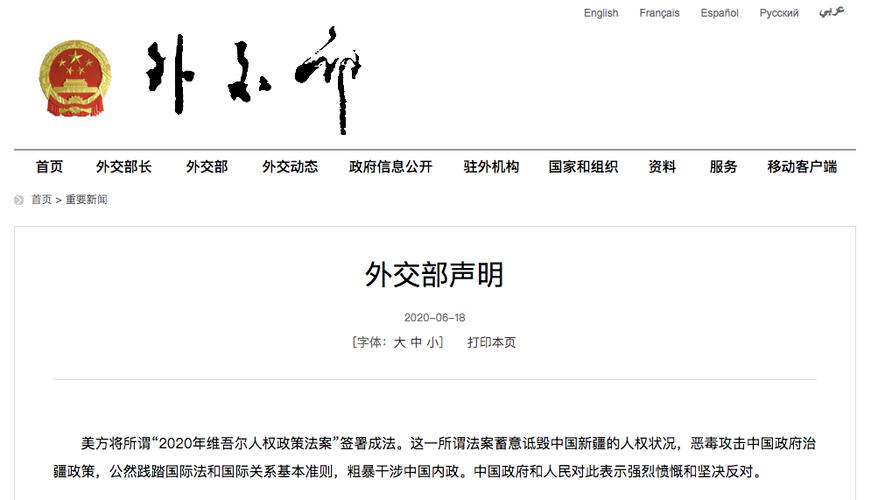 English Français Español Русский عربي
外交部
首页 外交部长 外交部 外交动态 政府信息公开 驻外机构 国家和组织 资料 服务 移动客户端
首页 > 重要新闻
外交部声明
2020-06-18
[字体：大 中 小] 打印本页
美方将所谓“2020年维吾尔人权政策法案”签署成法。这一所谓法案蓄意诋毁中国新疆的人权状况，恶毒攻击中国政府治
疆政策，公然践踏国际法和国际关系基本准则，粗暴干涉中国内政。中国政府和人民对此表示强烈愤慨和坚决反对。